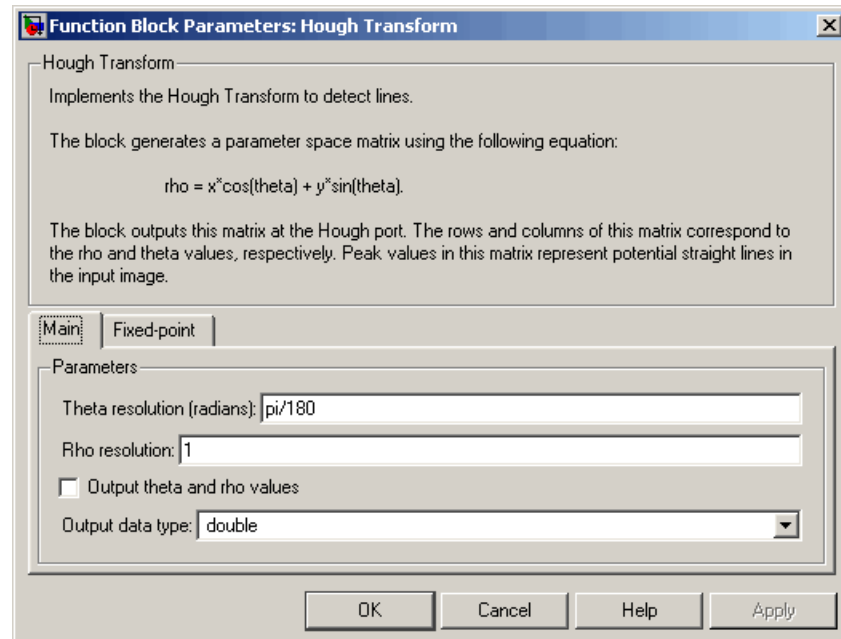 Function Block Parameters: Hough Transform
Hough Transform
Implements the Hough Transform to detect lines.
The block generates a parameter space matrix using the following equation:
rho = x*cos(theta) + y*sin(theta).
The block outputs this matrix at the Hough port. The rows and columns of this matrix correspond to
the rho and theta values, respectively. Peak values in this matrix represent potential straight lines in
the input image.
Main Fixed-point
Parameters
Theta resolution (radians): pi/180
Rho resolution: 1
Output theta and rho values
Output data type: double
OK Cancel Help Apply